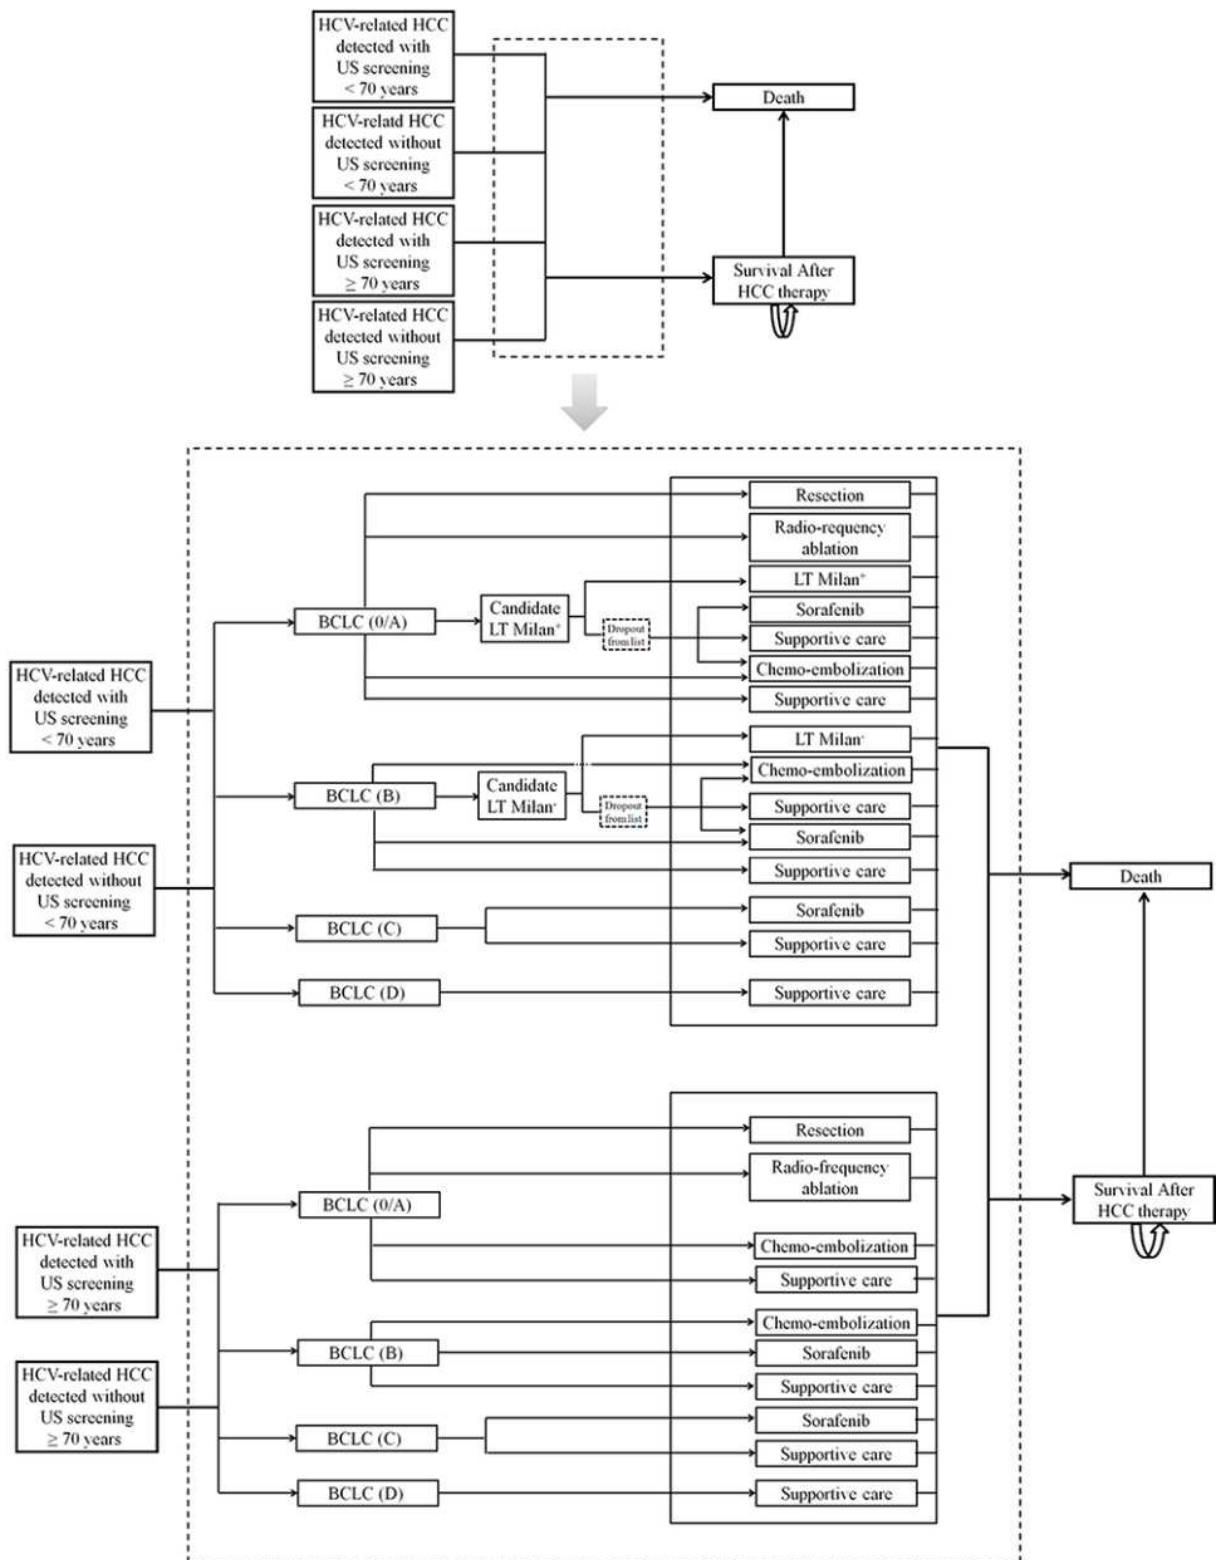 HCV-related HCC
detected with
US screening
< 70 years
HCV-relatd HCC
detected without
US screening
< 70 years
HCV-related HCC
detected with
US screening
≥ 70 years
HCV-related HCC
detected without
US screening
≥ 70 years
Death
Survival After
HCC therapy
HCV-related HCC
detected with
US screening
< 70 years
HCV-related HCC
detected without
US screening
< 70 years
BCLC (0/A)
BCLC (B)
BCLC (C)
BCLC (D)
Candidate
LT Milan⁺
Dropout
from list
Candidate
LT Milan⁻
Dropout
from list
Resection
Radio-requency
ablation
LT Milan⁺
Sorafenib
Supportive care
Chemo-embolization
Supportive care
LT Milan⁻
Chemo-embolization
Supportive care
Sorafenib
Supportive care
Sorafenib
Supportive care
Supportive care
Death
Survival After
HCC therapy
HCV-related HCC
detected with
US screening
≥ 70 years
HCV-related HCC
detected without
US screening
≥ 70 years
BCLC (0/A)
BCLC (B)
BCLC (C)
BCLC (D)
Resection
Radio-frequency
ablation
Chemo-embolization
Supportive care
Chemo-embolization
Sorafenib
Supportive care
Sorafenib
Supportive care
Supportive care